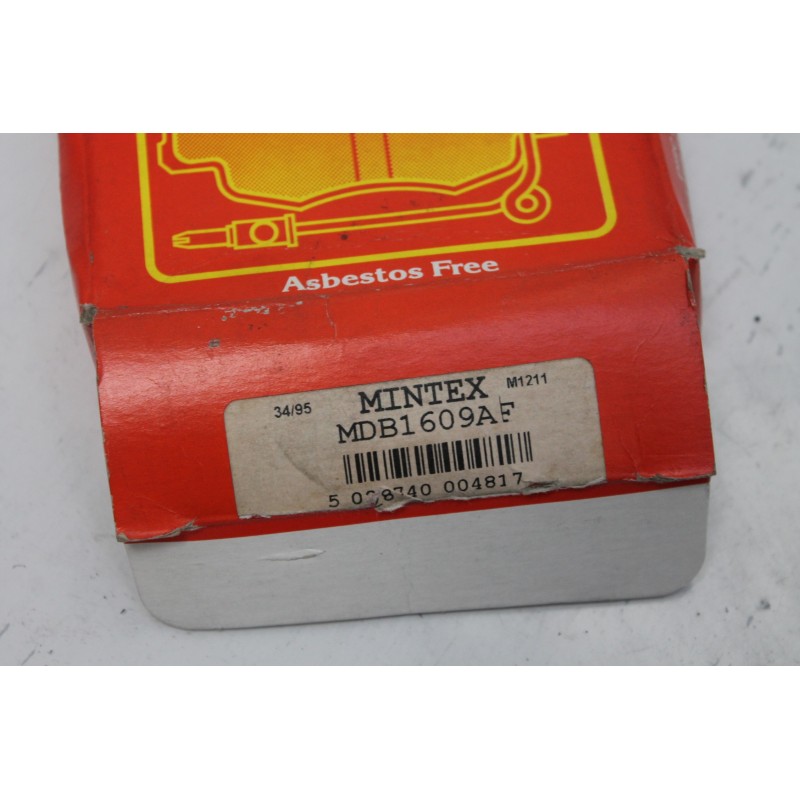 Asbestos Free
34/95 MINTEX M1211
MDB1609AF
5 028740 004817